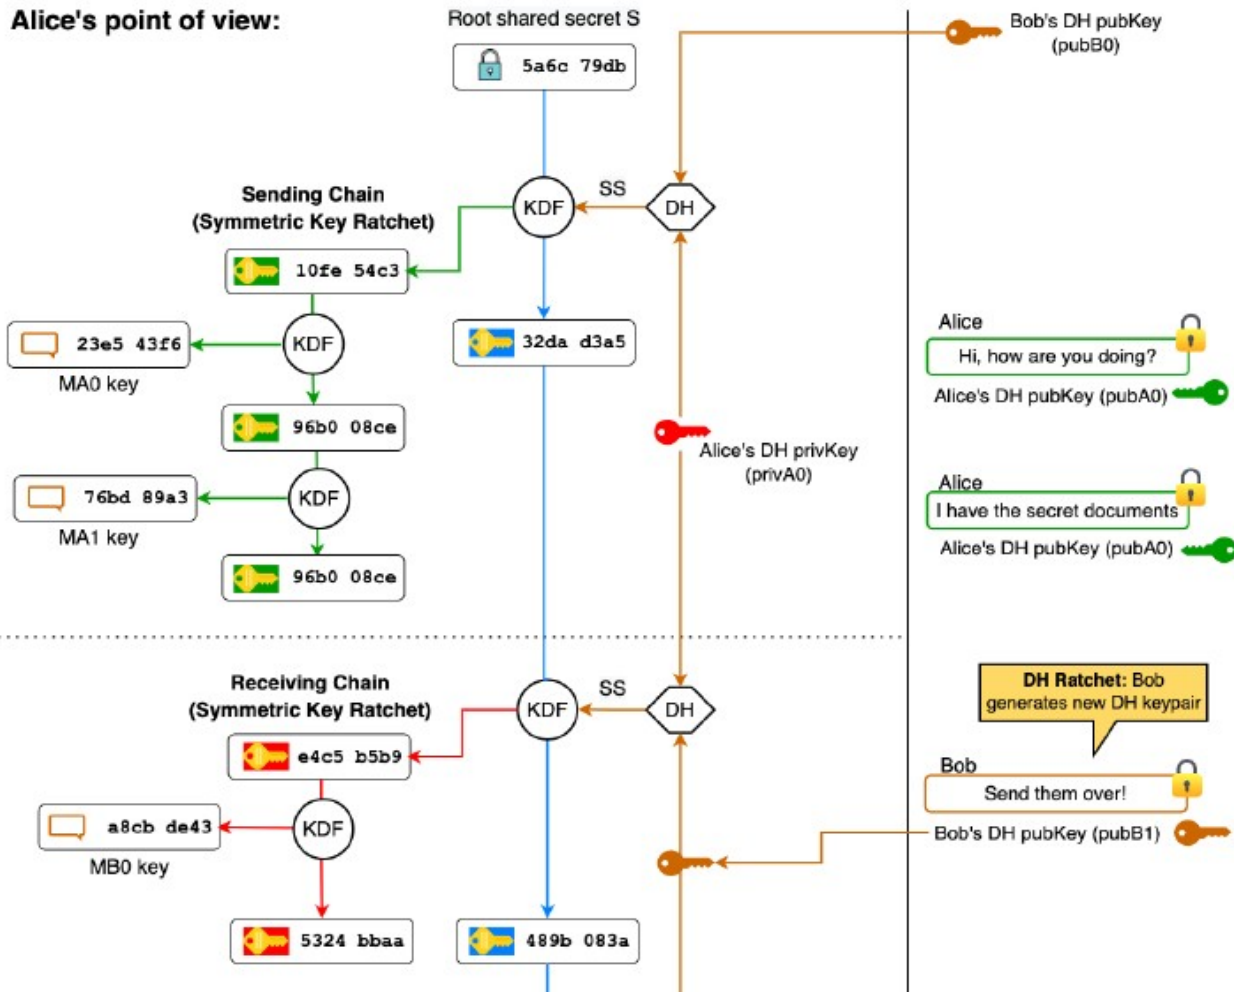 Alice's point of view:
Root shared secret S
5a6c 79db
Bob's DH pubKey
(pubB0)
Sending Chain
(Symmetric Key Ratchet)
KDF
SS
DH
10fe 54c3
23e5 43f6
KDF
MA0 key
32da d3a5
Alice
Hi, how are you doing?
Alice's DH pubKey (pubA0)
96b0 08ce
Alice's DH privKey
(privA0)
76bd 89a3
KDF
MA1 key
Alice
I have the secret documents
Alice's DH pubKey (pubA0)
96b0 08ce
Receiving Chain
(Symmetric Key Ratchet)
KDF
SS
DH
DH Ratchet: Bob
generates new DH keypair
e4c5 b5b9
Bob
Send them over!
a8cb de43
KDF
MB0 key
Bob's DH pubKey (pubB1)
5324 bbaa
489b 083a